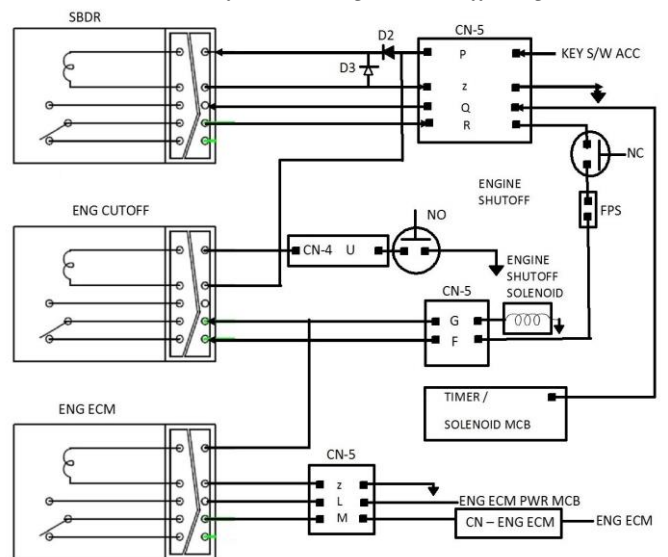 SBDR
D2
D3
CN-5
P
z
Q
R
KEY S/W ACC
NC
ENGINE
SHUTOFF
FPS
ENG CUTOFF
CN-4 U
NO
ENGINE
SHUTOFF
SOLENOID
CN-5
G
F
TIMER /
SOLENOID MCB
ENG ECM
CN-5
z
L
M
ENG ECM PWR MCB
CN – ENG ECM
ENG ECM